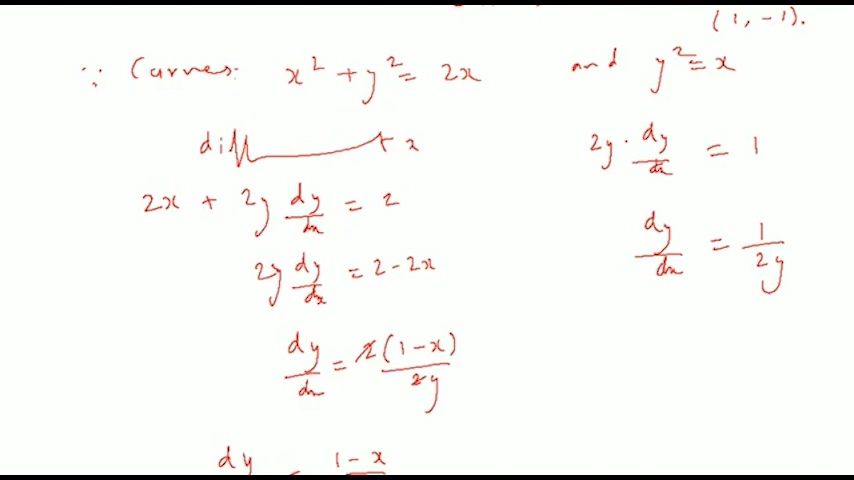 (1, -1).
∵ Curves x² + y² = 2x and y² = x
diff x
2y · dy/dx = 1
2x + 2y dy/dx = 2
dy/dx = 1/2y
2y dy/dx = 2 - 2x
dy/dx = 2(1-x)/2y
dy = 1-x